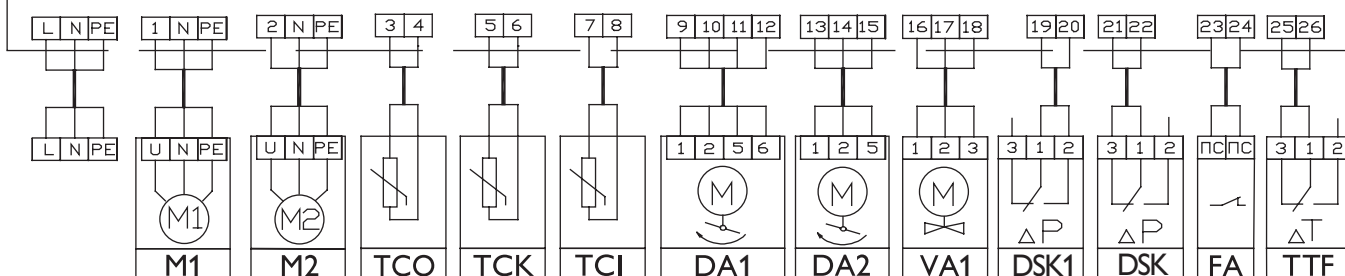 L N PE 1 N PE 2 N PE 3 4 5 6 7 8 9 10 11 12 13 14 15 16 17 18 19 20 21 22 23 24 25 26
L N PE U N PE U N PE 1 2 5 6 1 2 5 1 2 3 3 1 2 3 1 2 ПС ПС 3 1 2
M1 M2 M M M
ΔP ΔP ΔT
M1 M2 TCO TCK TCI DA1 DA2 VA1 DSK1 DSK FA TTF